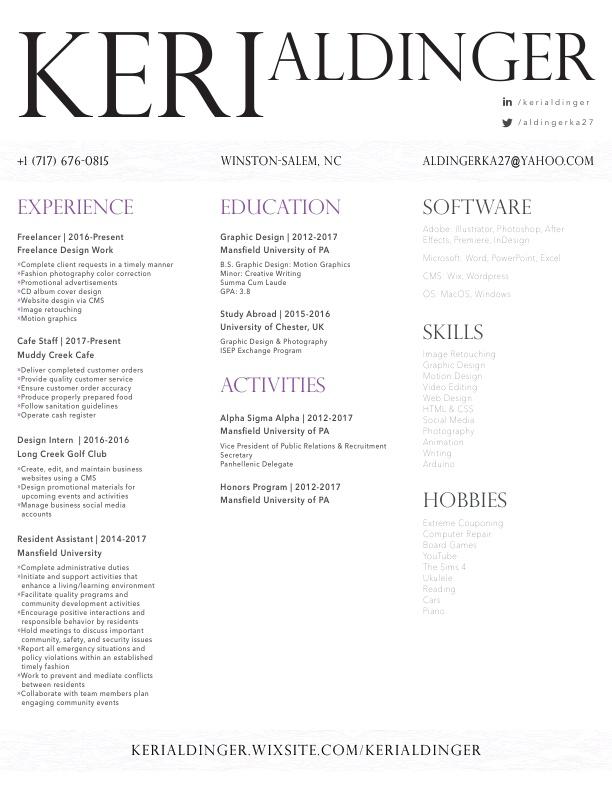 KERI ALDINGER
in /kerialdinger
/aldingerka27
+1 (717) 676-0815
WINSTON-SALEM, NC
ALDINGERKA27@YAHOO.COM
EXPERIENCE
Freelancer | 2016-Present
Freelance Design Work
*Complete client requests in a timely manner
*Fashion photography color correction
*Promotional advertisements
*CD album cover design
*Website desgin via CMS
*Image retouching
*Motion graphics
Cafe Staff | 2017-Present
Muddy Creek Cafe
*Deliver completed customer orders
*Provide quality customer service
*Ensure customer order accuracy
*Produce properly prepared food
*Follow sanitation guidelines
*Operate cash register
Design Intern | 2016-2016
Long Creek Golf Club
*Create, edit, and maintain business
websites using a CMS
*Design promotional materials for
upcoming events and activities
*Manage business social media
accounts
Resident Assistant | 2014-2017
Mansfield University
*Complete administrative duties
*Initiate and support activities that
enhance a living/learning environment
*Facilitate quality programs and
community development activities
*Encourage positive interactions and
responsible behavior by residents
*Hold meetings to discuss important
community, safety, and security issues
*Report all emergency situations and
policy violations within an established
timely fashion
*Work to prevent and mediate conflicts
between residents
*Collaborate with team members plan
engaging community events
EDUCATION
Graphic Design | 2012-2017
Mansfield University of PA
B.S. Graphic Design: Motion Graphics
Minor: Creative Writing
Summa Cum Laude
GPA: 3.8
Study Abroad | 2015-2016
University of Chester, UK
Graphic Design & Photography
ISEP Exchange Program
ACTIVITIES
Alpha Sigma Alpha | 2012-2017
Mansfield University of PA
Vice President of Public Relations & Recruitment
Secretary
Panhellenic Delegate
Honors Program | 2012-2017
Mansfield University of PA
SOFTWARE
Adobe: Illustrator, Photoshop, After
Effects, Premiere, InDesign
Microsoft: Word, PowerPoint, Excel
CMS: Wix, Wordpress
OS: MacOS, Windows
SKILLS
Image Retouching
Graphic Design
Motion Design
Video Editing
Web Design
HTML & CSS
Social Media
Photography
Animation
Writing
Arduino
HOBBIES
Extreme Couponing
Computer Repair
Board Games
YouTube
The Sims 4
Ukulele
Reading
Cars
Piano
KERIALDINGER.WIXSITE.COM/KERIALDINGER